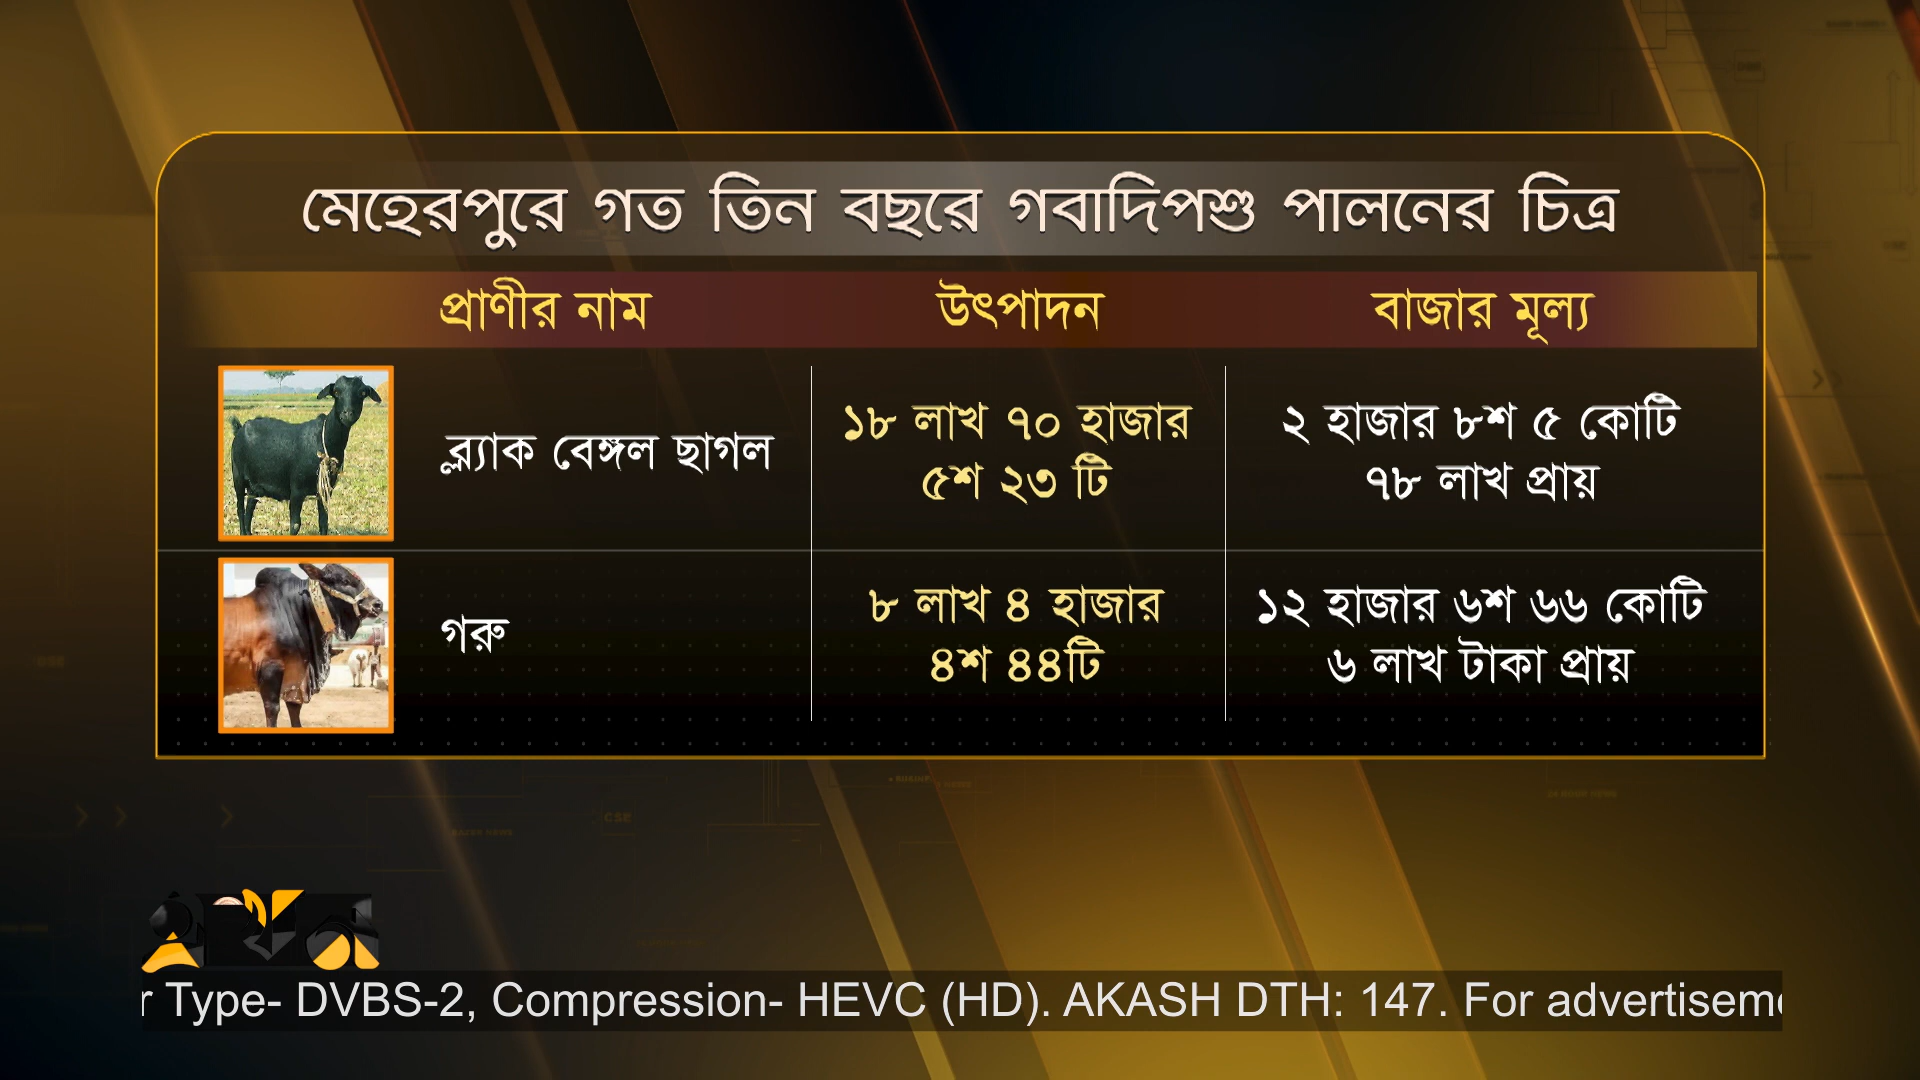 মেহেরপুরে গত তিন বছরে গবাদিপশু পালনের চিত্র
প্রাণীর নাম উৎপাদন বাজার মূল্য
ব্ল্যাক বেঙ্গল ছাগল
১৮ লাখ ৭০ হাজার
৫শ ২৩ টি
২ হাজার ৮শ ৫ কোটি
৭৮ লাখ প্রায়
গরু
৮ লাখ ৪ হাজার
৪শ ৪৪টি
১২ হাজার ৬শ ৬৬ কোটি
৬ লাখ টাকা প্রায়
r Type- DVBS-2, Compression- HEVC (HD). AKASH DTH: 147. For advertiseme